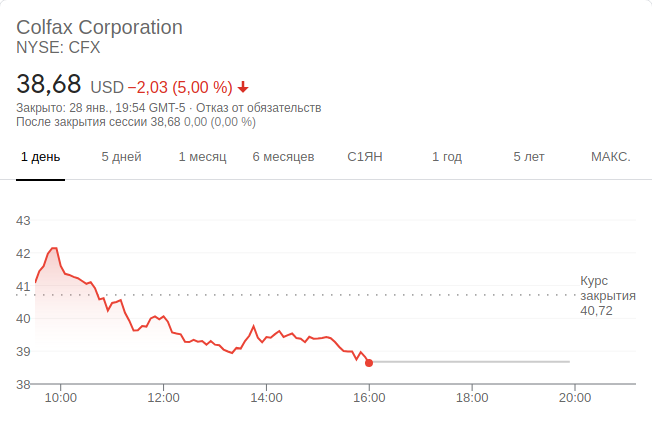 Colfax Corporation
NYSE: CFX
38,68 USD −2,03 (5,00 %)
Закрыто: 28 янв., 19:54 GMT-5 · Отказ от обязательств
После закрытия сессии 38,68 0,00 (0,00 %)
1 день 5 дней 1 месяц 6 месяцев С1ЯН 1 год 5 лет МАКС.
43
42
41
40
39
38
Курс
закрытия
40,72
10:00 12:00 14:00 16:00 18:00 20:00